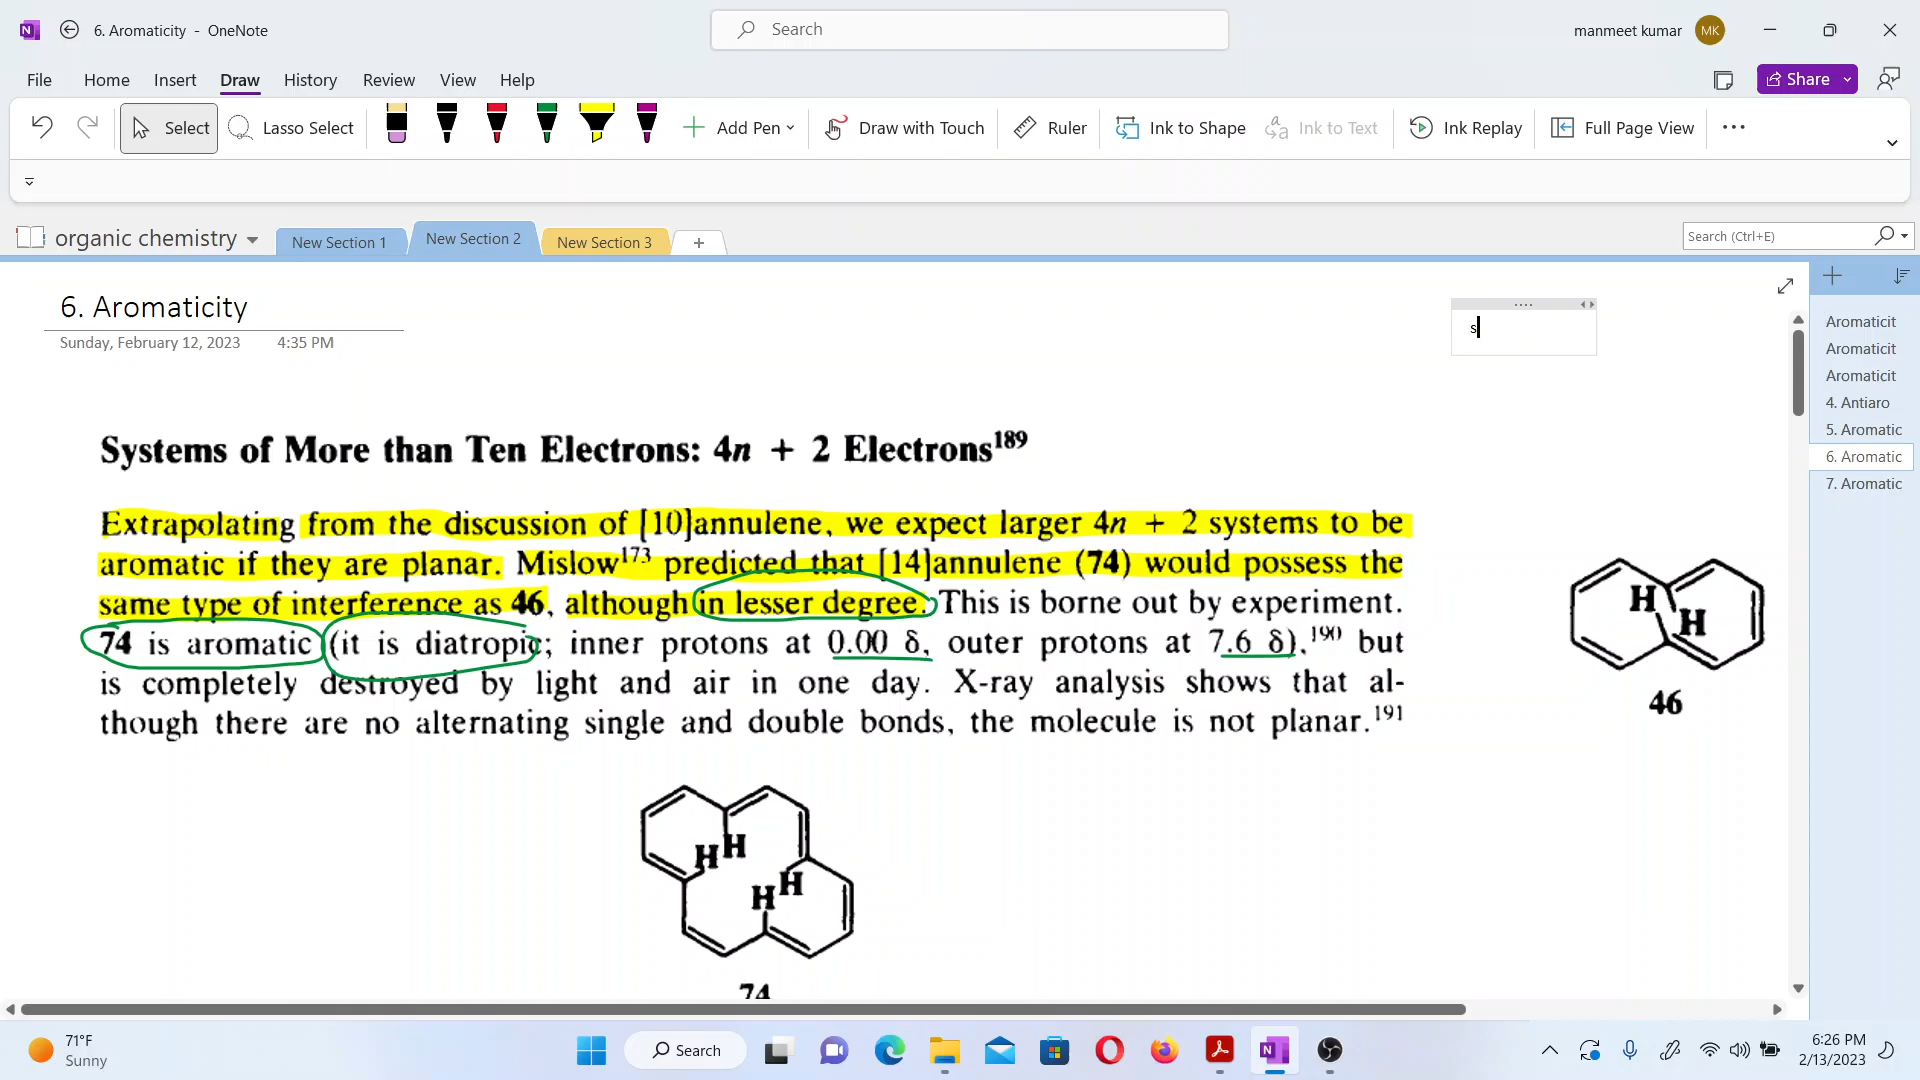 6. Aromaticity - OneNote
Search
manmeet kumar
MK
File Home Insert Draw History Review View Help
Share
Select
Lasso Select
Add Pen
Draw with Touch
Ruler
Ink to Shape
Ink to Text
Ink Replay
Full Page View
organic chemistry
New Section 1
New Section 2
New Section 3
Search (Ctrl+E)
6. Aromaticity
Sunday, February 12, 2023 4:35 PM
s
Aromaticit
Aromaticit
Aromaticit
4. Antiaro
5. Aromatic
6. Aromatic
7. Aromatic
Systems of More than Ten Electrons: 4n + 2 Electrons¹⁸⁹
Extrapolating from the discussion of [10]annulene, we expect larger 4n + 2 systems to be
aromatic if they are planar. Mislow¹⁷³ predicted that [14]annulene (74) would possess the
same type of interference as 46, although in lesser degree. This is borne out by experiment.
74 is aromatic (it is diatropic; inner protons at 0.00 δ, outer protons at 7.6 δ),¹⁹⁰ but
is completely destroyed by light and air in one day. X-ray analysis shows that al-
though there are no alternating single and double bonds, the molecule is not planar.¹⁹¹
H
H
46
H H
H H
74
71°F
Sunny
Search
6:26 PM
2/13/2023